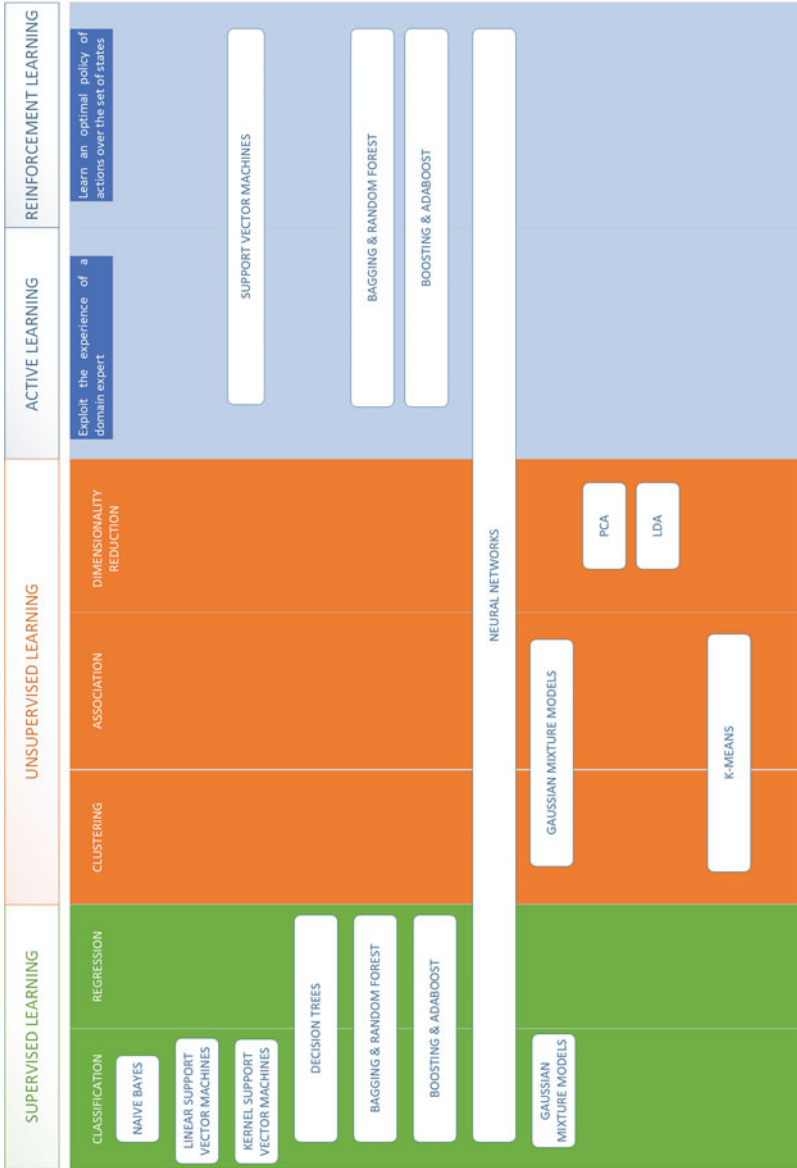 SUPERVISED LEARNING
UNSUPERVISED LEARNING
ACTIVE LEARNING
REINFORCEMENT LEARNING
CLASSIFICATION
REGRESSION
CLUSTERING
ASSOCIATION
DIMENSIONALITY
REDUCTION
Exploit the experience of a
domain expert
Learn an optimal policy of
actions over the set of states
NAIVE BAYES
LINEAR SUPPORT
VECTOR MACHINES
KERNEL SUPPORT
VECTOR MACHINES
SUPPORT VECTOR MACHINES
DECISION TREES
BAGGING & RANDOM FOREST
BAGGING & RANDOM FOREST
BOOSTING & ADABOOST
BOOSTING & ADABOOST
NEURAL NETWORKS
GAUSSIAN
MIXTURE MODELS
GAUSSIAN MIXTURE MODELS
PCA
LDA
K-MEANS